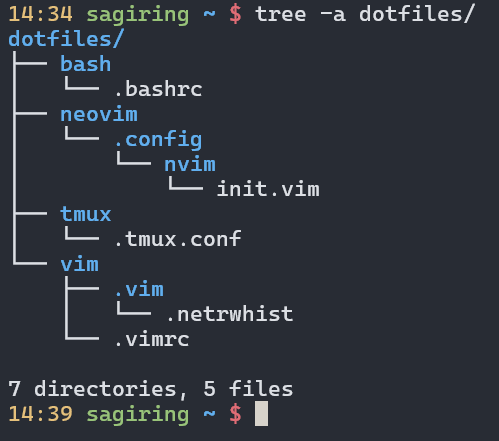 14:34 sagiring ~ $ tree -a dotfiles/
dotfiles/
├── bash
│   └── .bashrc
├── neovim
│   └── .config
│       └── nvim
│           └── init.vim
├── tmux
│   └── .tmux.conf
└── vim
    ├── .vim
    │   └── .netrwhist
    └── .vimrc

7 directories, 5 files
14:39 sagiring ~ $